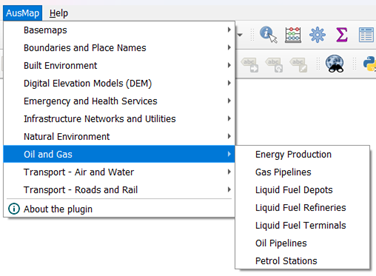 AusMap Help
Basemaps
Boundaries and Place Names
Built Environment
Digital Elevation Models (DEM)
Emergency and Health Services
Infrastructure Networks and Utilities
Natural Environment
Oil and Gas
Transport - Air and Water
Transport - Roads and Rail
About the plugin
Energy Production
Gas Pipelines
Liquid Fuel Depots
Liquid Fuel Refineries
Liquid Fuel Terminals
Oil Pipelines
Petrol Stations